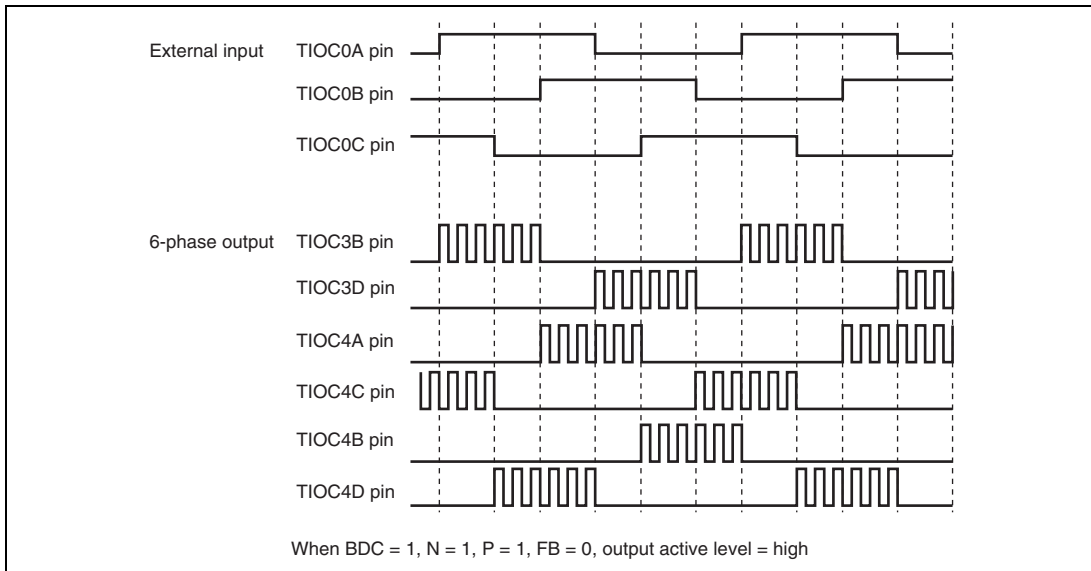 External input TIOC0A pin
TIOC0B pin
TIOC0C pin
6-phase output TIOC3B pin
TIOC3D pin
TIOC4A pin
TIOC4C pin
TIOC4B pin
TIOC4D pin
When BDC = 1, N = 1, P = 1, FB = 0, output active level = high